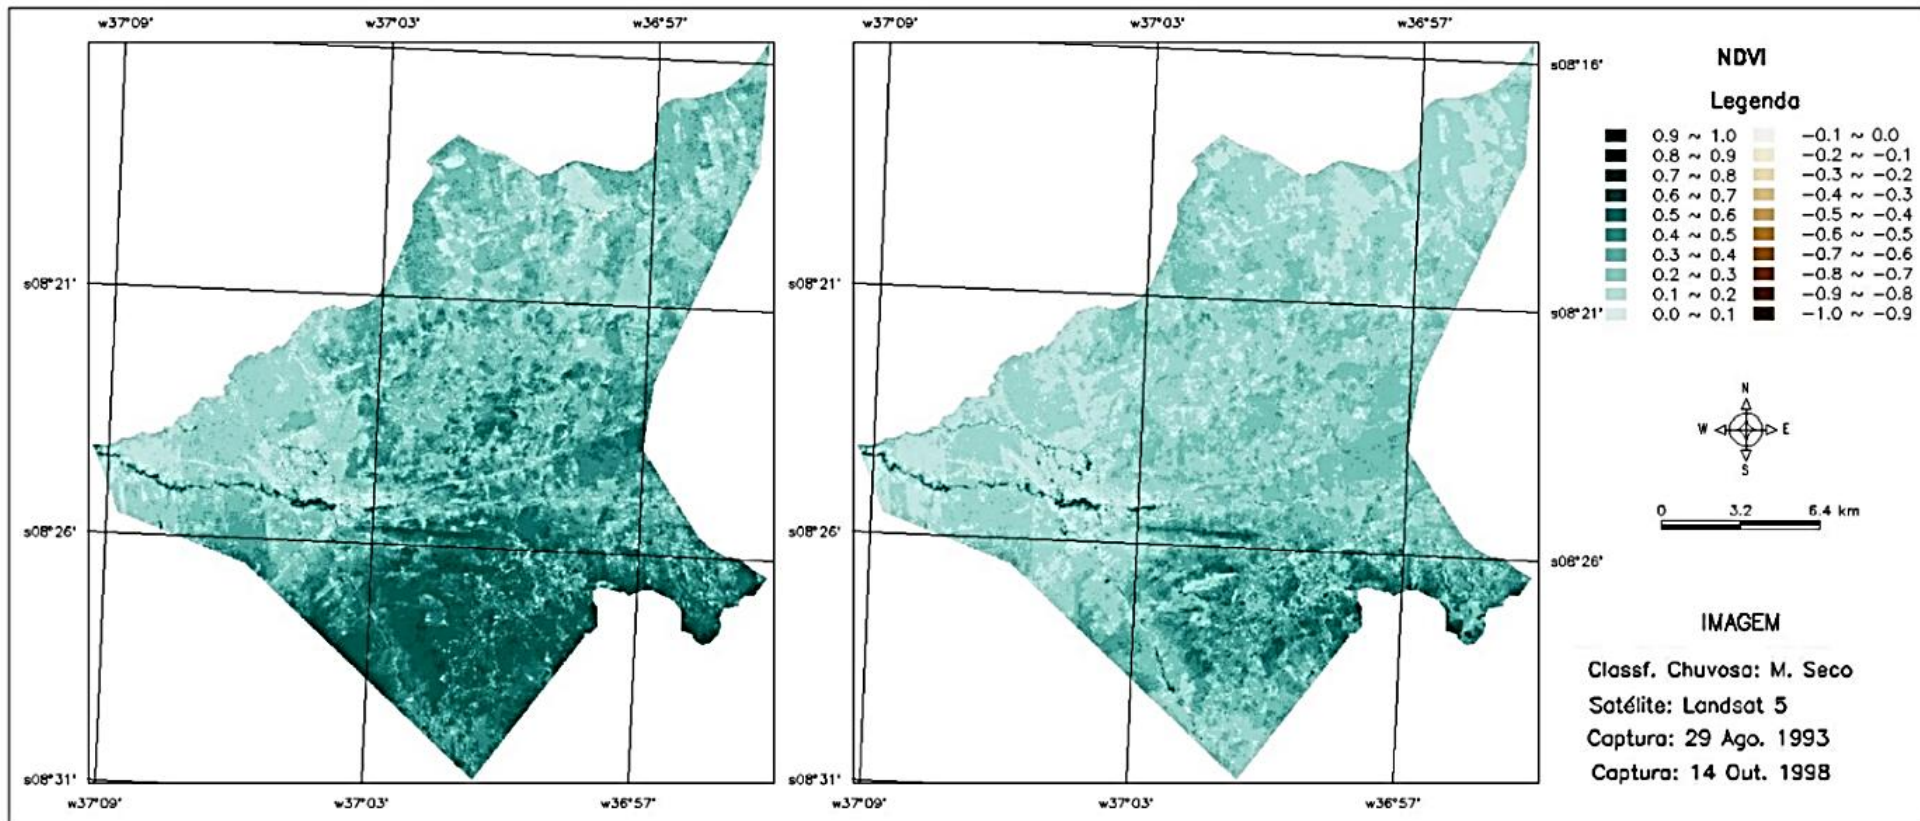 w37°09' w37°03' w36°57'
w37°09' w37°03' w36°57'
s08°16'
s08°21'
s08°21'
s08°21'
s08°26'
s08°26'
s08°26'
s08°31'
s08°31'
w37°09' w37°03' w36°57'
w37°09' w37°03' w36°57'
NDVI
Legenda
0.9 ~ 1.0 -0.1 ~ 0.0
0.8 ~ 0.9 -0.2 ~ -0.1
0.7 ~ 0.8 -0.3 ~ -0.2
0.6 ~ 0.7 -0.4 ~ -0.3
0.5 ~ 0.6 -0.5 ~ -0.4
0.4 ~ 0.5 -0.6 ~ -0.5
0.3 ~ 0.4 -0.7 ~ -0.6
0.2 ~ 0.3 -0.8 ~ -0.7
0.1 ~ 0.2 -0.9 ~ -0.8
0.0 ~ 0.1 -1.0 ~ -0.9
N
W E
S
0 3.2 6.4 km
IMAGEM
Classf. Chuvosa: M. Seco
Satélite: Landsat 5
Captura: 29 Ago. 1993
Captura: 14 Out. 1998